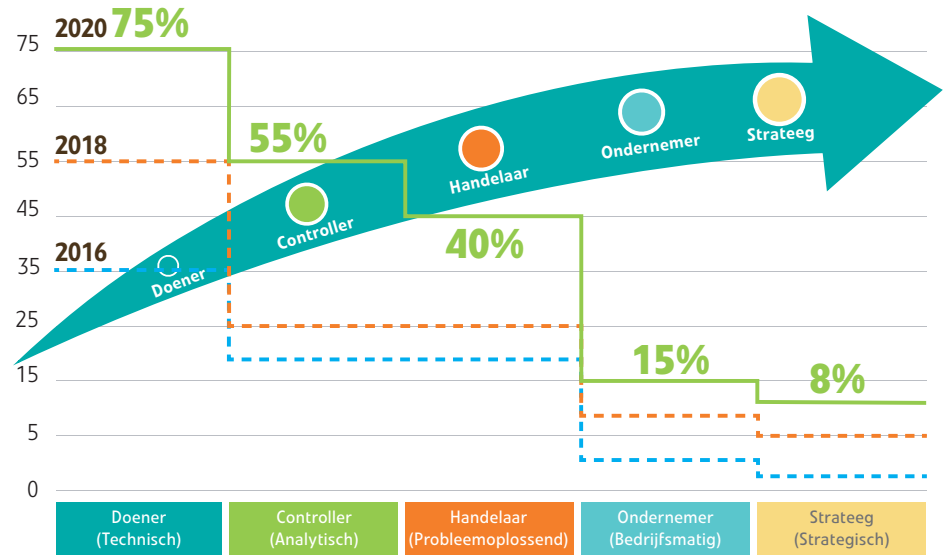 2020 75%
75
65
2018
55%
55
45
40%
2016
35
25
15
15%
8%
5
0
Doener
Controller
Handelaar
Ondernemer
Strateeg
Doener
(Technisch)
Controller
(Analytisch)
Handelaar
(Probleemoplossend)
Ondernemer
(Bedrijfsmatig)
Strateeg
(Strategisch)